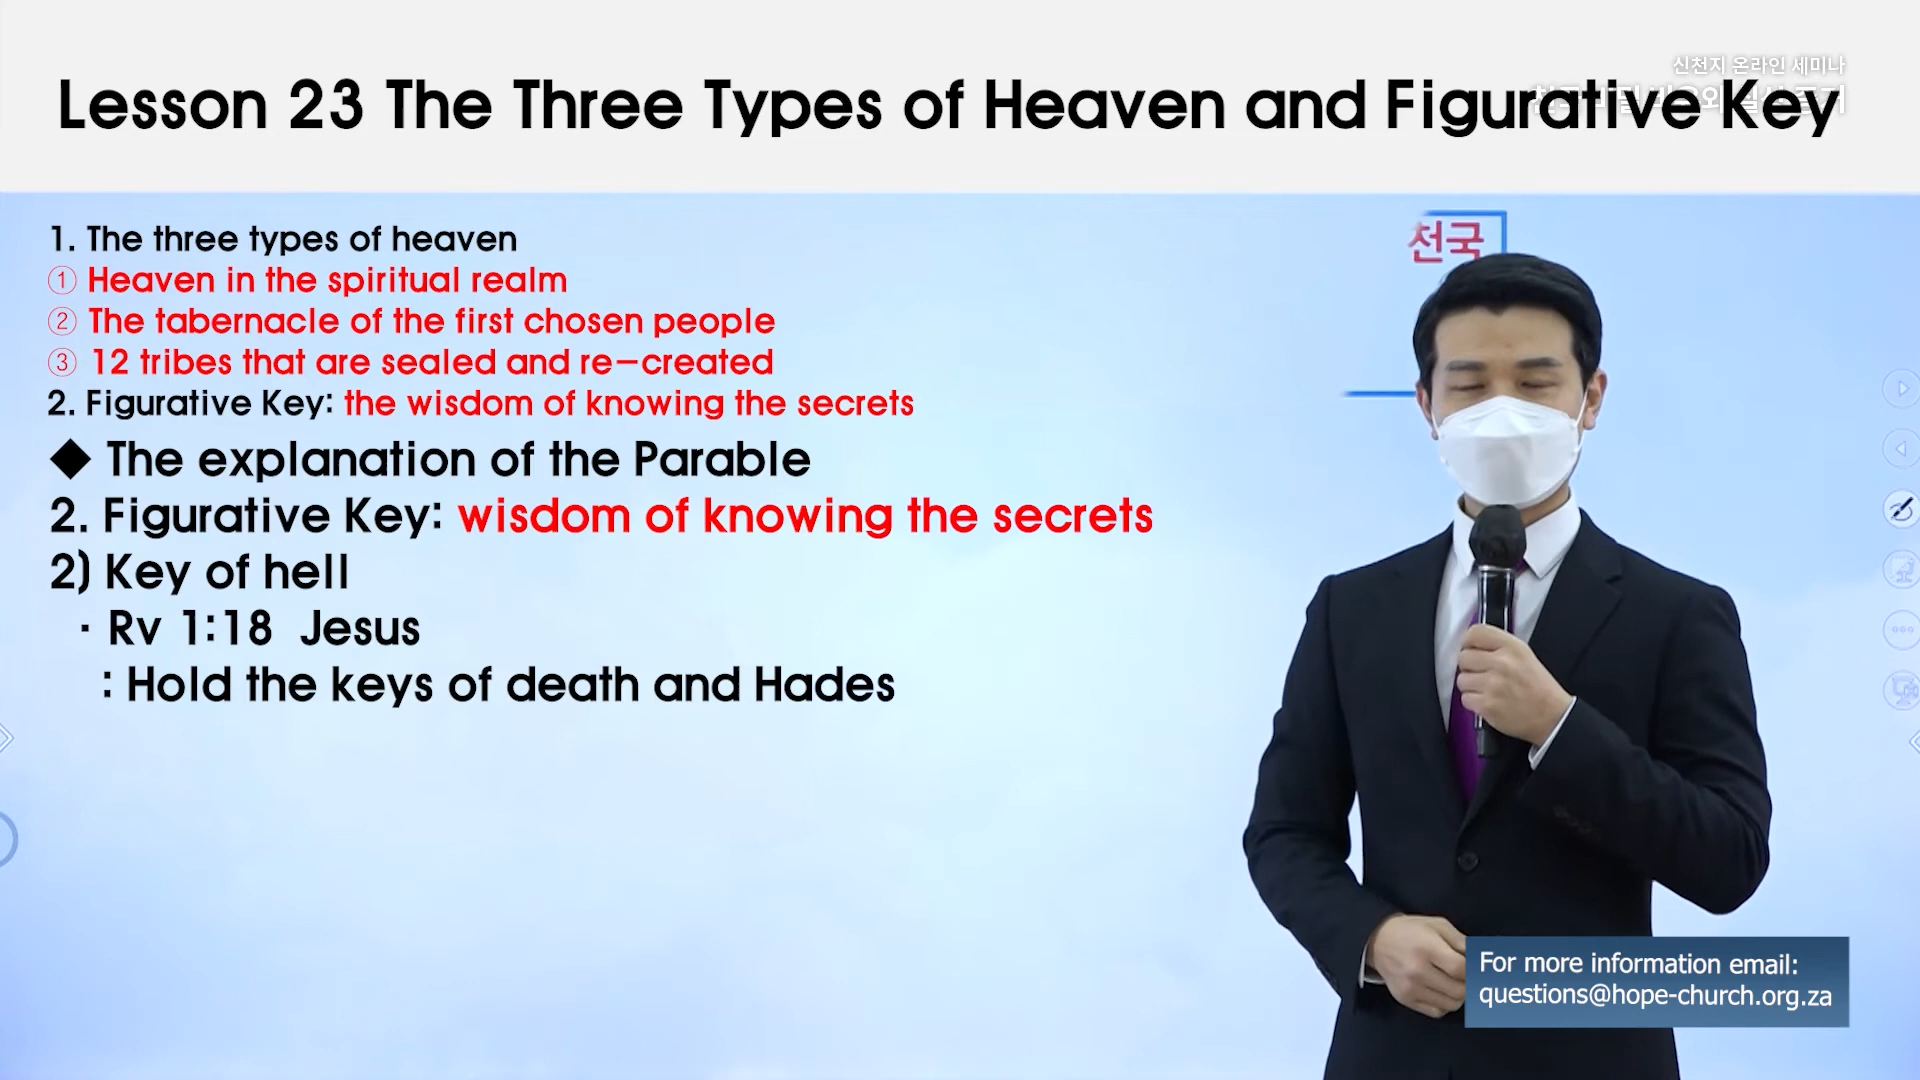 신천지 온라인 세미나
Lesson 23 The Three Types of Heaven and Figurative Key
1. The three types of heaven
① Heaven in the spiritual realm
② The tabernacle of the first chosen people
③ 12 tribes that are sealed and re-created
2. Figurative Key: the wisdom of knowing the secrets
◆ The explanation of the Parable
2. Figurative Key: wisdom of knowing the secrets
2) Key of hell
· Rv 1:18 Jesus
: Hold the keys of death and Hades
천국
For more information email:
questions@hope-church.org.za